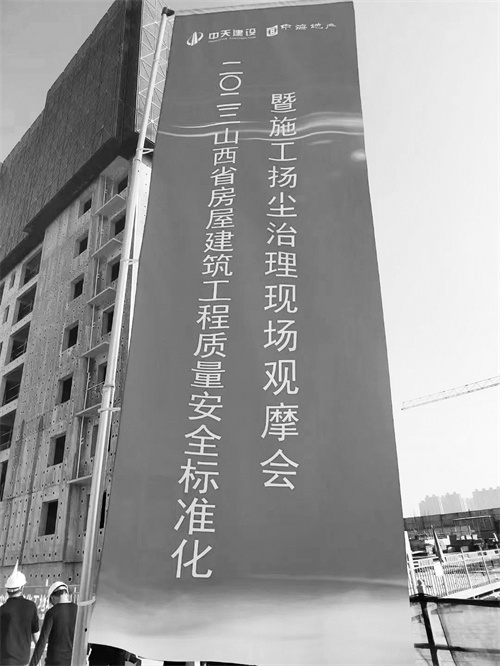 中天建设 中海地产
二〇二三山西省房屋建筑工程质量安全标准化
暨施工扬尘治理现场观摩会